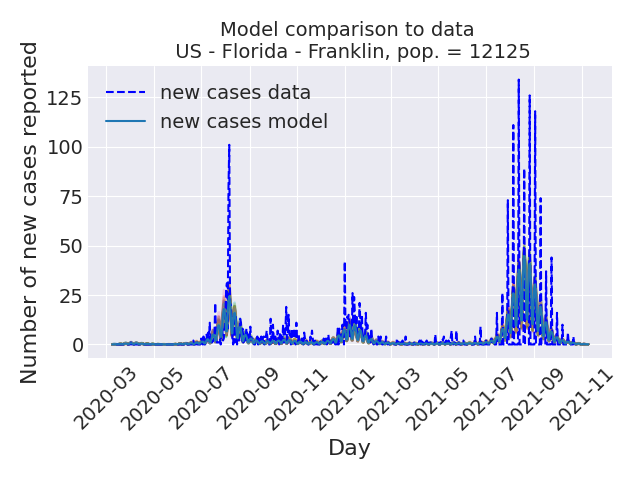 Model comparison to data
US - Florida - Franklin, pop. = 12125
Number of new cases reported
new cases data
new cases model
125
100
75
50
25
0
2020-03
2020-05
2020-07
2020-09
2020-11
2021-01
2021-03
2021-05
2021-07
2021-09
2021-11
Day